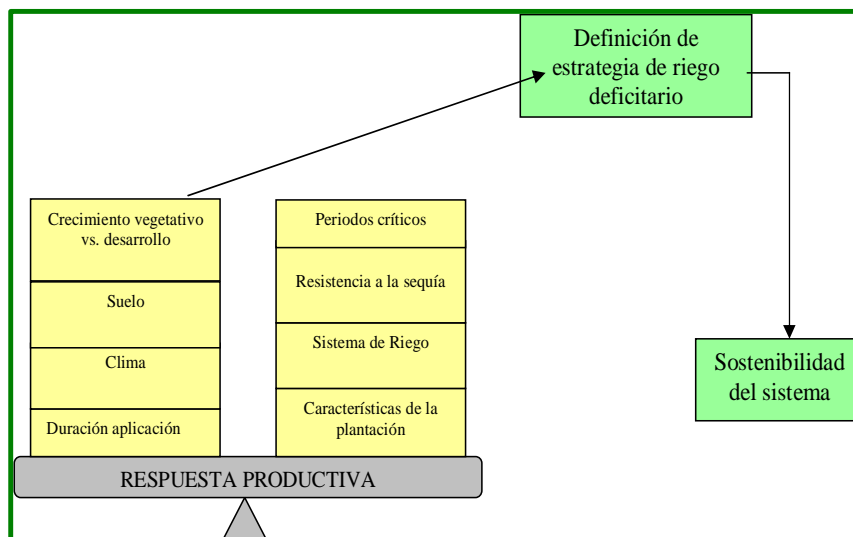 Definición de
estrategia de riego
deficitario
Crecimiento vegetativo
vs. desarrollo
Suelo
Clima
Duración aplicación
Periodos críticos
Resistencia a la sequía
Sistema de Riego
Características de la
plantación
Sostenibilidad
del sistema
RESPUESTA PRODUCTIVA